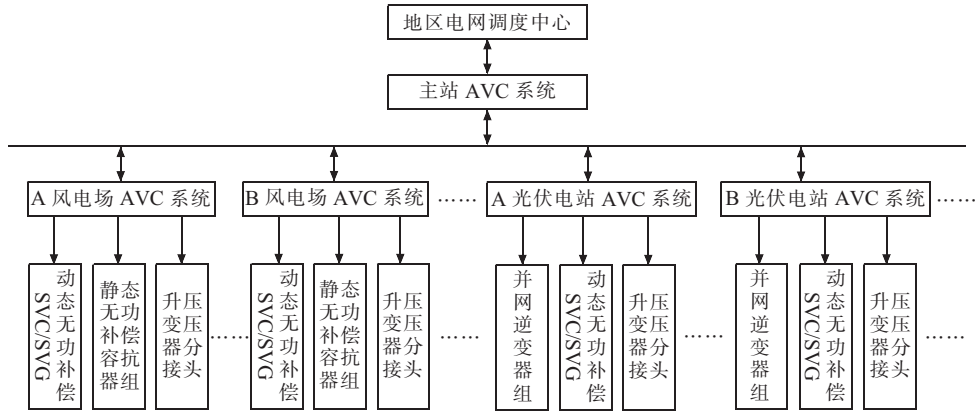 地区电网调度中心
主站 AVC 系统
A 风电场 AVC 系统
B 风电场 AVC 系统
……
A 光伏电站 AVC 系统
B 光伏电站 AVC 系统
……
动态无功补偿
SVC/SVG
静态
无功
补偿
容抗
器组
升压
变压
器分
接头
……
动态无功补偿
SVC/SVG
静态
无功
补偿
容抗
器组
升压
变压
器分
接头
……
并网逆变器组
动态无功补偿
SVC/SVG
升压
变压
器分
接头
……
并网逆变器组
动态无功补偿
SVC/SVG
升压
变压
器分
接头
……